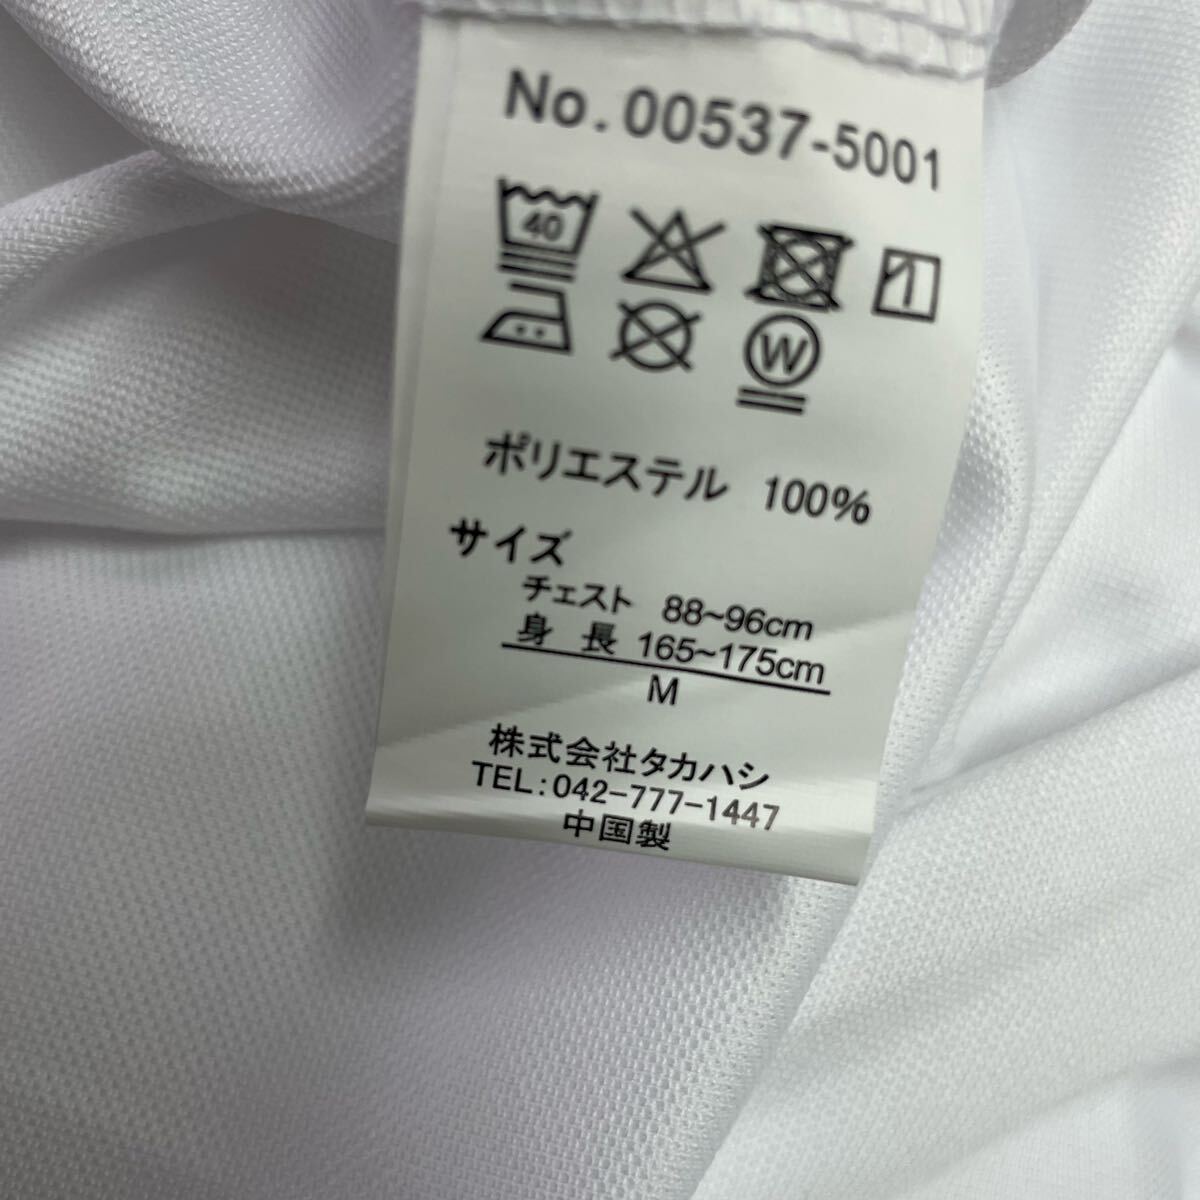 No.00537-5001
40
W
ポリエステル 100%
サイズ
チェスト 88~96cm
身 長 165~175cm
M
株式会社タカハシ
TEL:042-777-1447
中国製